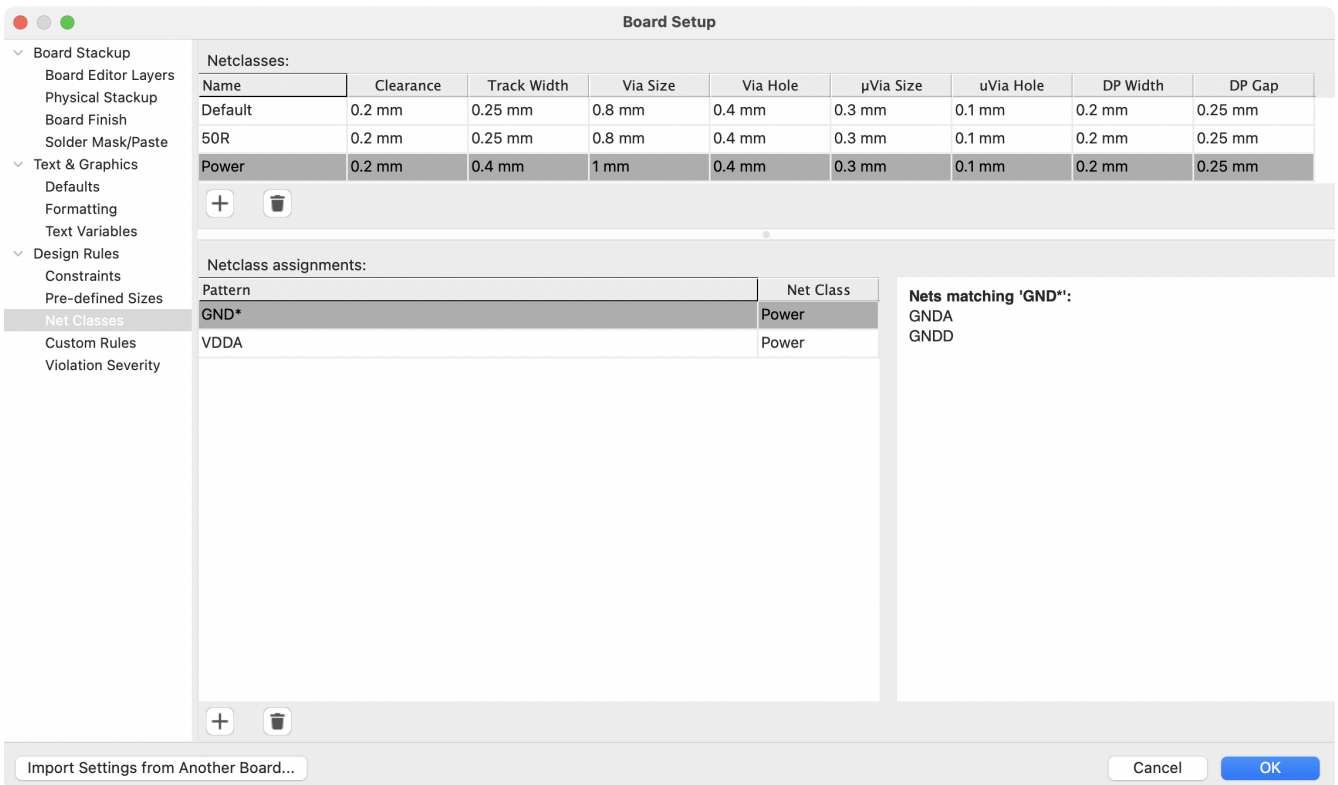 Board Setup
Board Stackup
Board Editor Layers
Physical Stackup
Board Finish
Solder Mask/Paste
Text & Graphics
Defaults
Formatting
Text Variables
Design Rules
Constraints
Pre-defined Sizes
Net Classes
Custom Rules
Violation Severity
Netclasses:
Name Clearance Track Width Via Size Via Hole µVia Size uVia Hole DP Width DP Gap
Default 0.2 mm 0.25 mm 0.8 mm 0.4 mm 0.3 mm 0.1 mm 0.2 mm 0.25 mm
50R 0.2 mm 0.25 mm 0.8 mm 0.4 mm 0.3 mm 0.1 mm 0.2 mm 0.25 mm
Power 0.2 mm 0.4 mm 1 mm 0.4 mm 0.3 mm 0.1 mm 0.2 mm 0.25 mm
Netclass assignments:
Pattern Net Class
GND* Power
VDDA Power
Nets matching 'GND*':
GNDA
GNDD
Import Settings from Another Board...
Cancel
OK